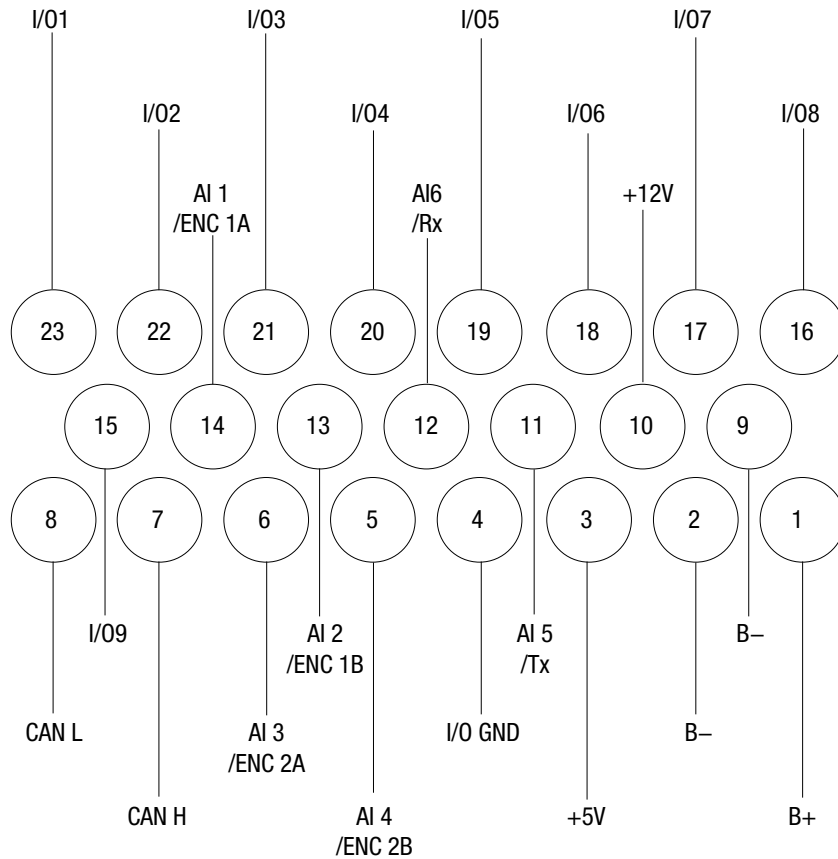 I/O1
I/O3
I/O5
I/O7
I/O2
I/O4
I/O6
I/O8
AI 1
/ENC 1A
AI6
/Rx
+12V
23
22
21
20
19
18
17
16
15
14
13
12
11
10
9
8
7
6
5
4
3
2
1
I/O9
AI 2
/ENC 1B
AI 5
/Tx
B–
CAN L
AI 3
/ENC 2A
I/O GND
B–
CAN H
AI 4
/ENC 2B
+5V
B+